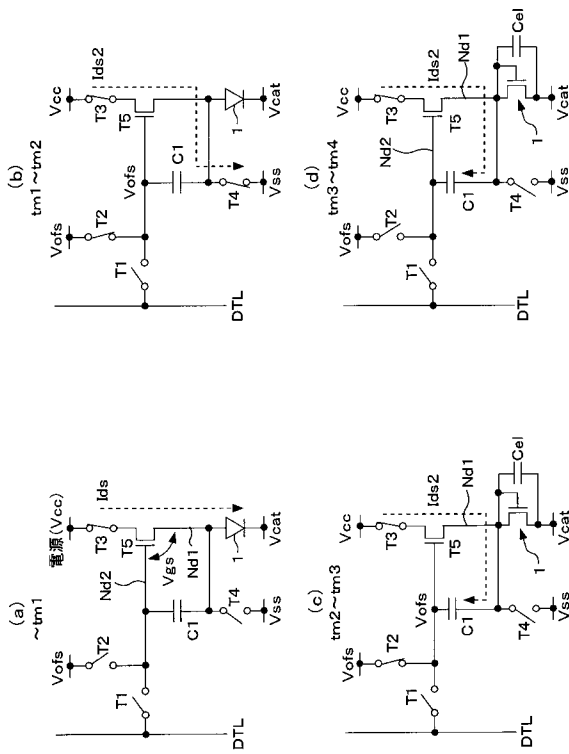 (a)
~tm1
電源(Vcc)
Ids
T3
T5
Vgs
Nd2
Nd1
1
Vofs
T2
C1
T4
T1
DTL
Vss
Vcat
(b)
tm1~tm2
Vcc
Ids2
T3
T5
Vofs
T2
Vofs
C1
1
T4
T1
DTL
Vss
Vcat
(c)
tm2~tm3
Vcc
T3
T5
Ids2
Nd1
Vofs
T2
Vofs
C1
Cel
T4
1
T1
DTL
Vss
Vcat
(d)
tm3~tm4
Vcc
T3
T5
Ids2
Nd2
Nd1
Vofs
T2
C1
Cel
T4
1
T1
DTL
Vss
Vcat